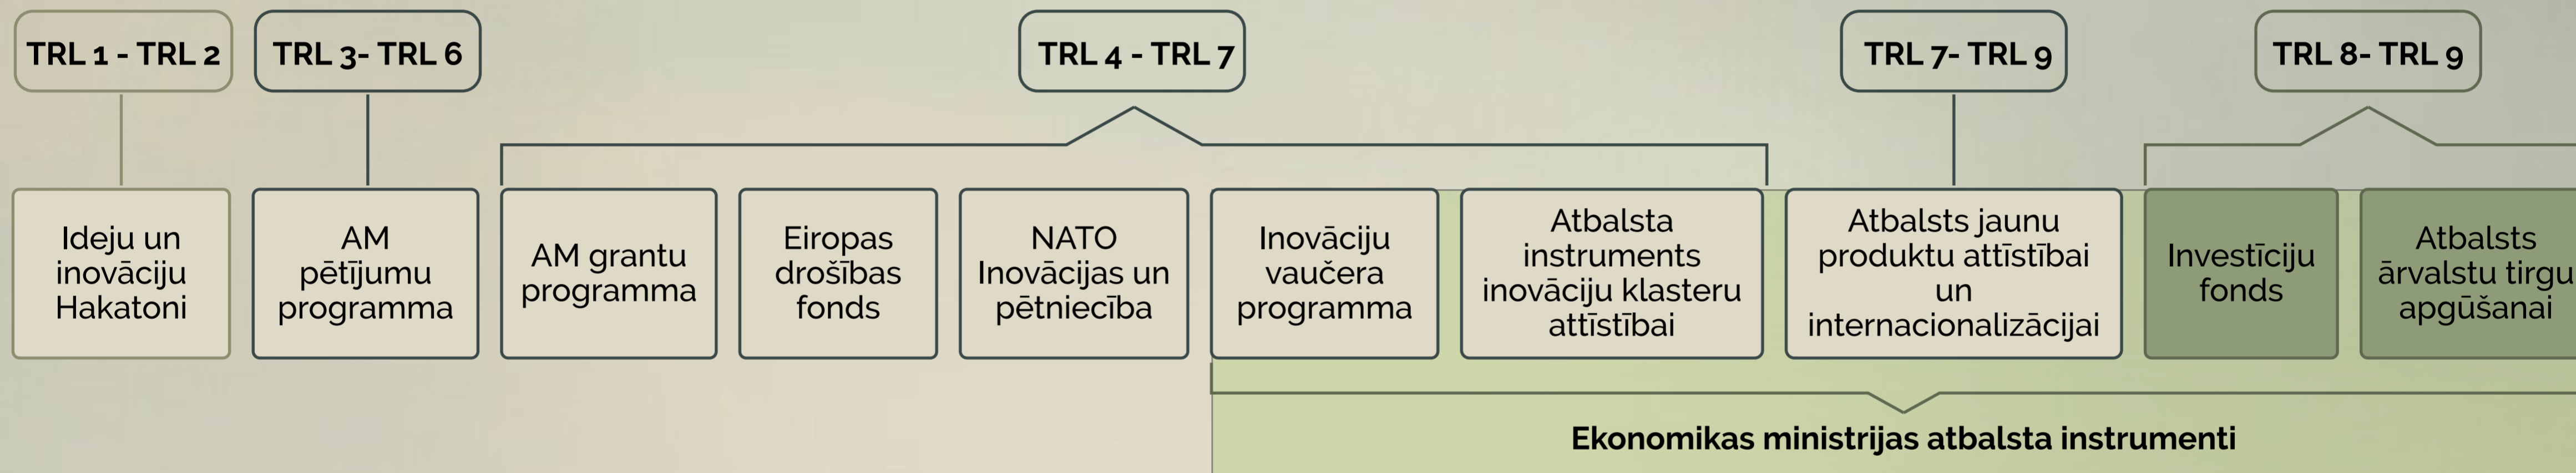 TRL 1 - TRL 2
TRL 3- TRL 6
TRL 4 - TRL 7
TRL 7- TRL 9
TRL 8- TRL 9
Ideju un
inovāciju
Hakatoni
AM
pētījumu
programma
AM grantu
programma
Eiropas
drošības
fonds
NATO
Inovācijas un
pētniecība
Inovāciju
vaučera
programma
Atbalsta
instruments
inovāciju klasteru
attīstībai
Atbalsts jaunu
produktu attīstībai
un
internacionalizācijai
Investīciju
fonds
Atbalsts
ārvalstu tirgu
apgūšanai
Ekonomikas ministrijas atbalsta instrumenti